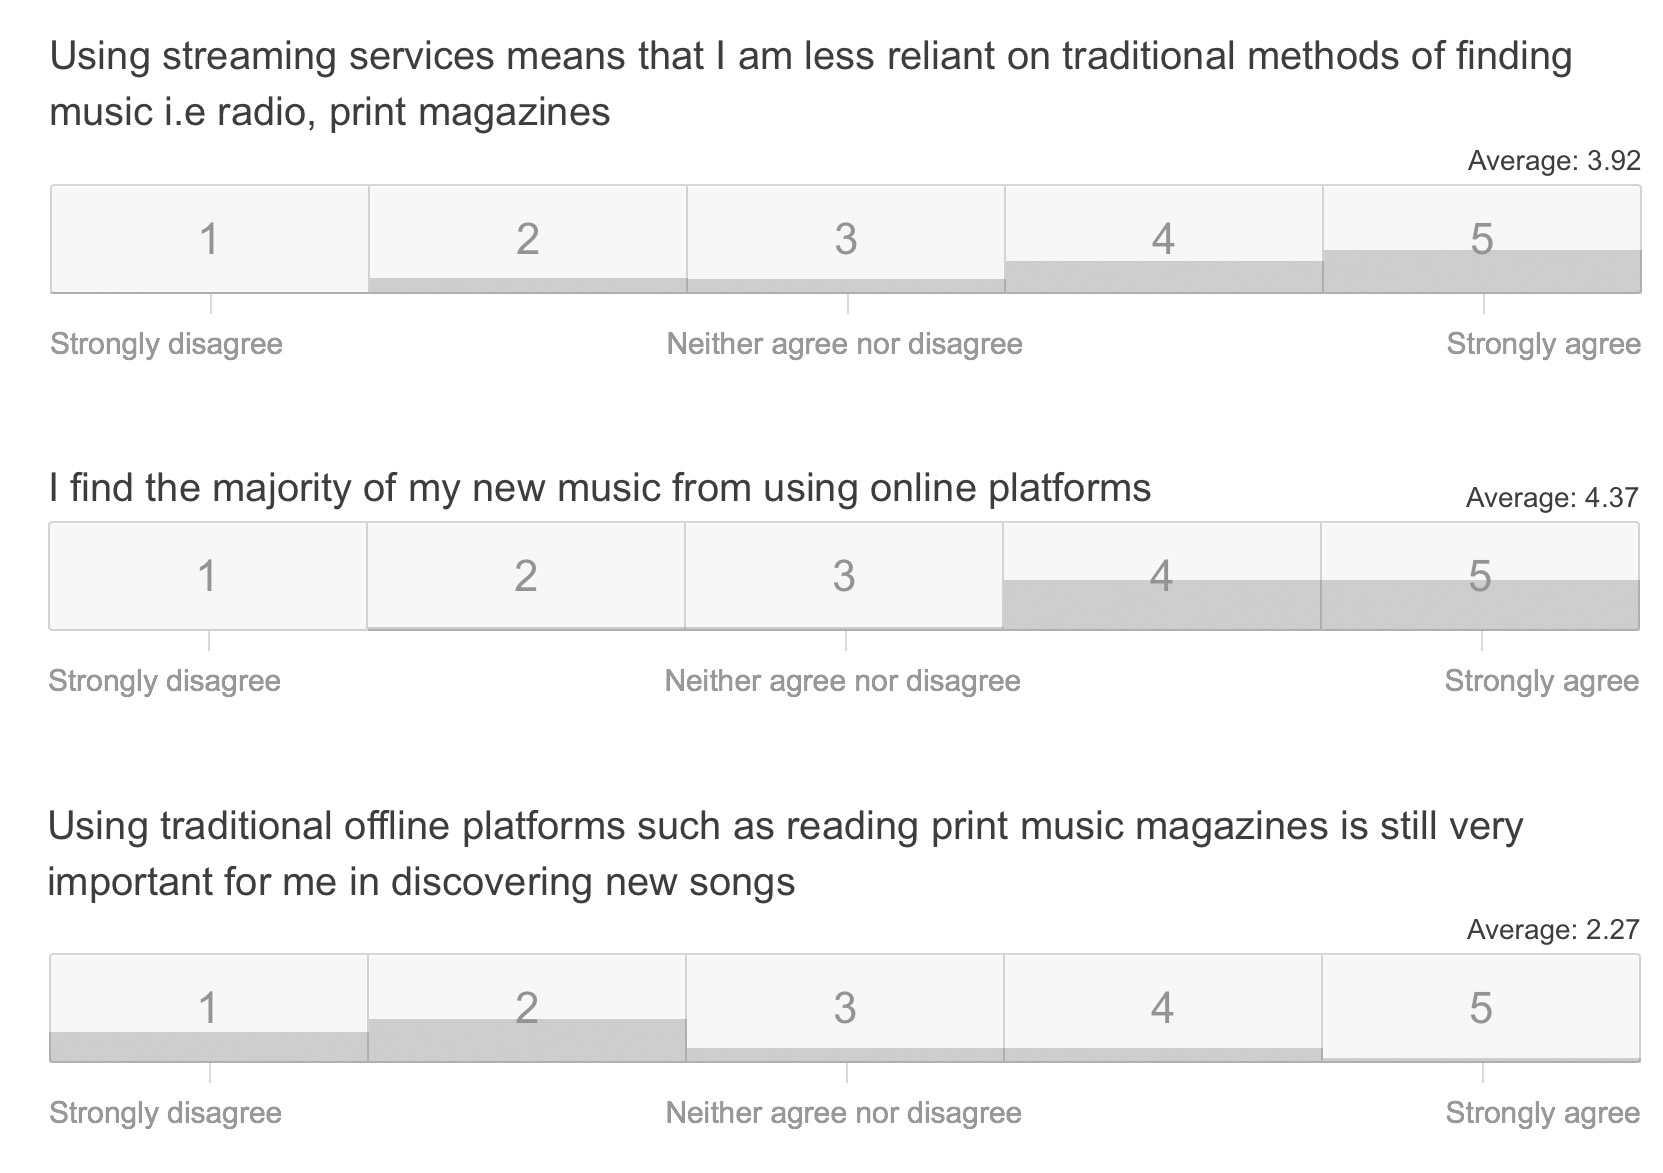 Using streaming services means that I am less reliant on traditional methods of finding
music i.e radio, print magazines
Average: 3.92
1 2 3 4 5
Strongly disagree Neither agree nor disagree Strongly agree
I find the majority of my new music from using online platforms
Average: 4.37
1 2 3 4 5
Strongly disagree Neither agree nor disagree Strongly agree
Using traditional offline platforms such as reading print music magazines is still very
important for me in discovering new songs
Average: 2.27
1 2 3 4 5
Strongly disagree Neither agree nor disagree Strongly agree